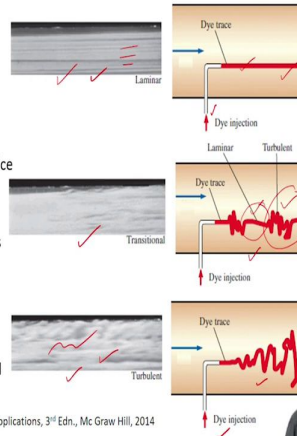 Dye trace
Laminar
Dye injection
Laminar
Turbulent
ce
Dye trace
Transitional
Dye injection
Dye trace
Turbulent
Dye injection
pplications, 3rd Edn., Mc Graw Hill, 2014